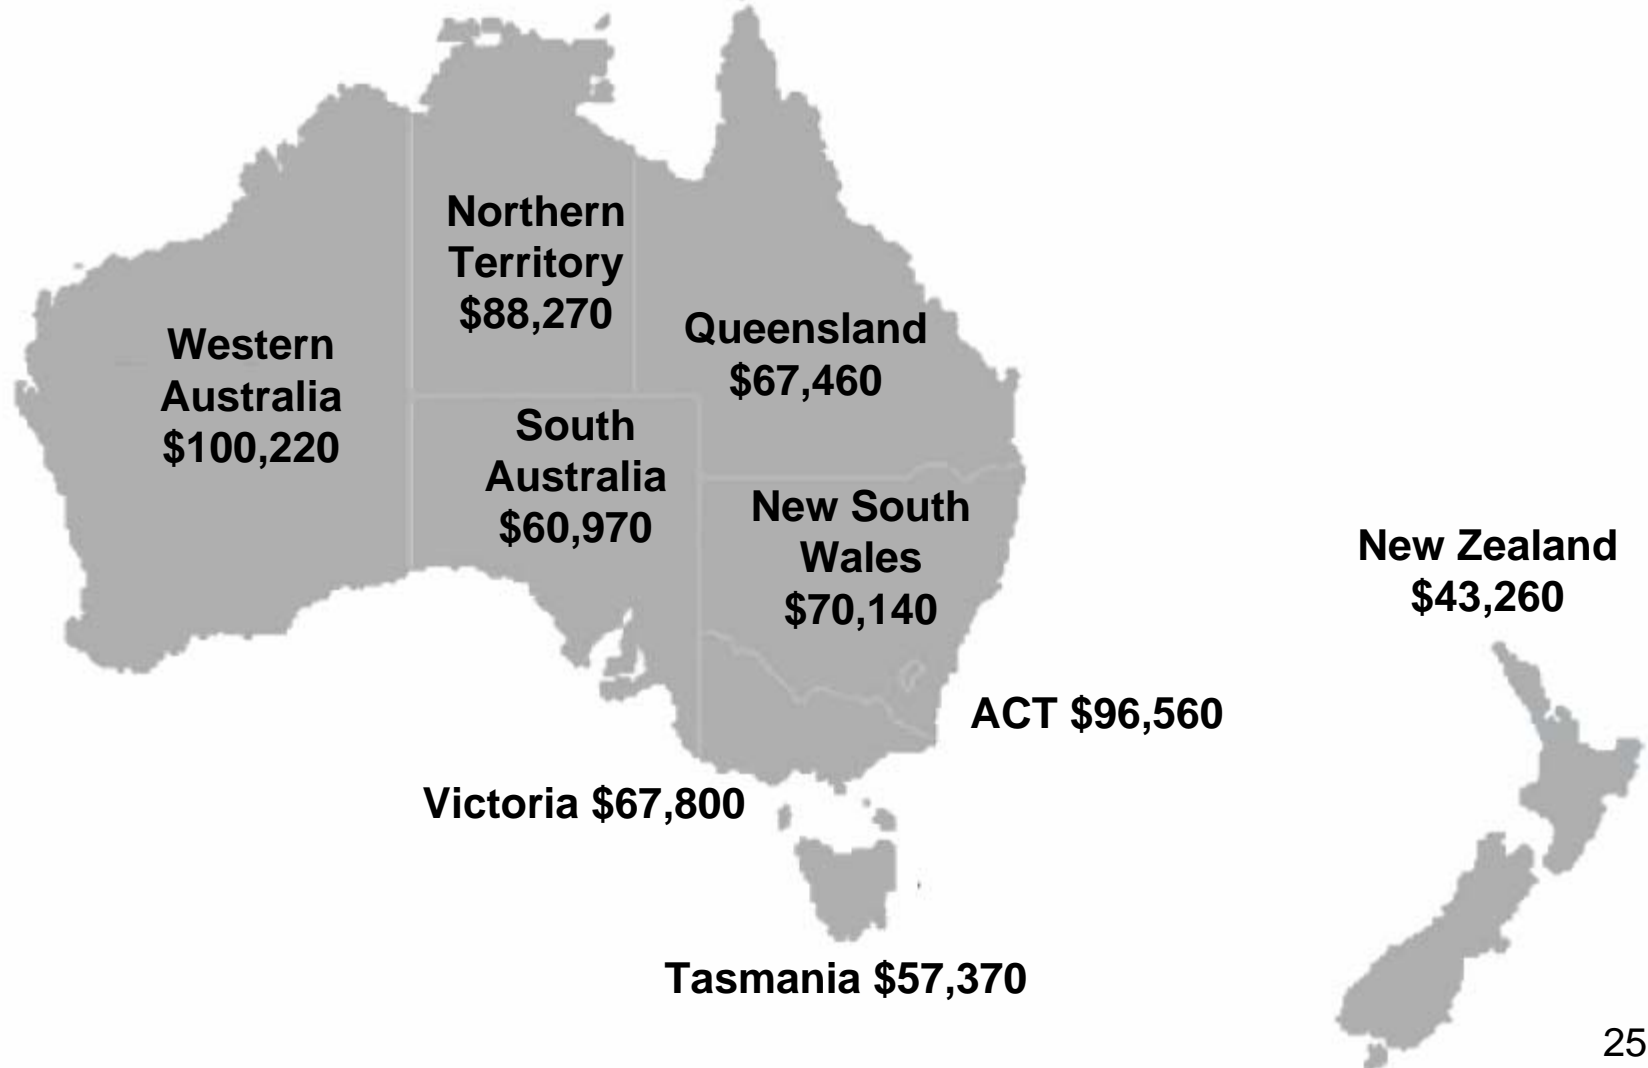 Northern
Territory
$88,270
Western
Australia
$100,220
Queensland
$67,460
South
Australia
$60,970
New South
Wales
$70,140
New Zealand
$43,260
ACT $96,560
Victoria $67,800
Tasmania $57,370
25